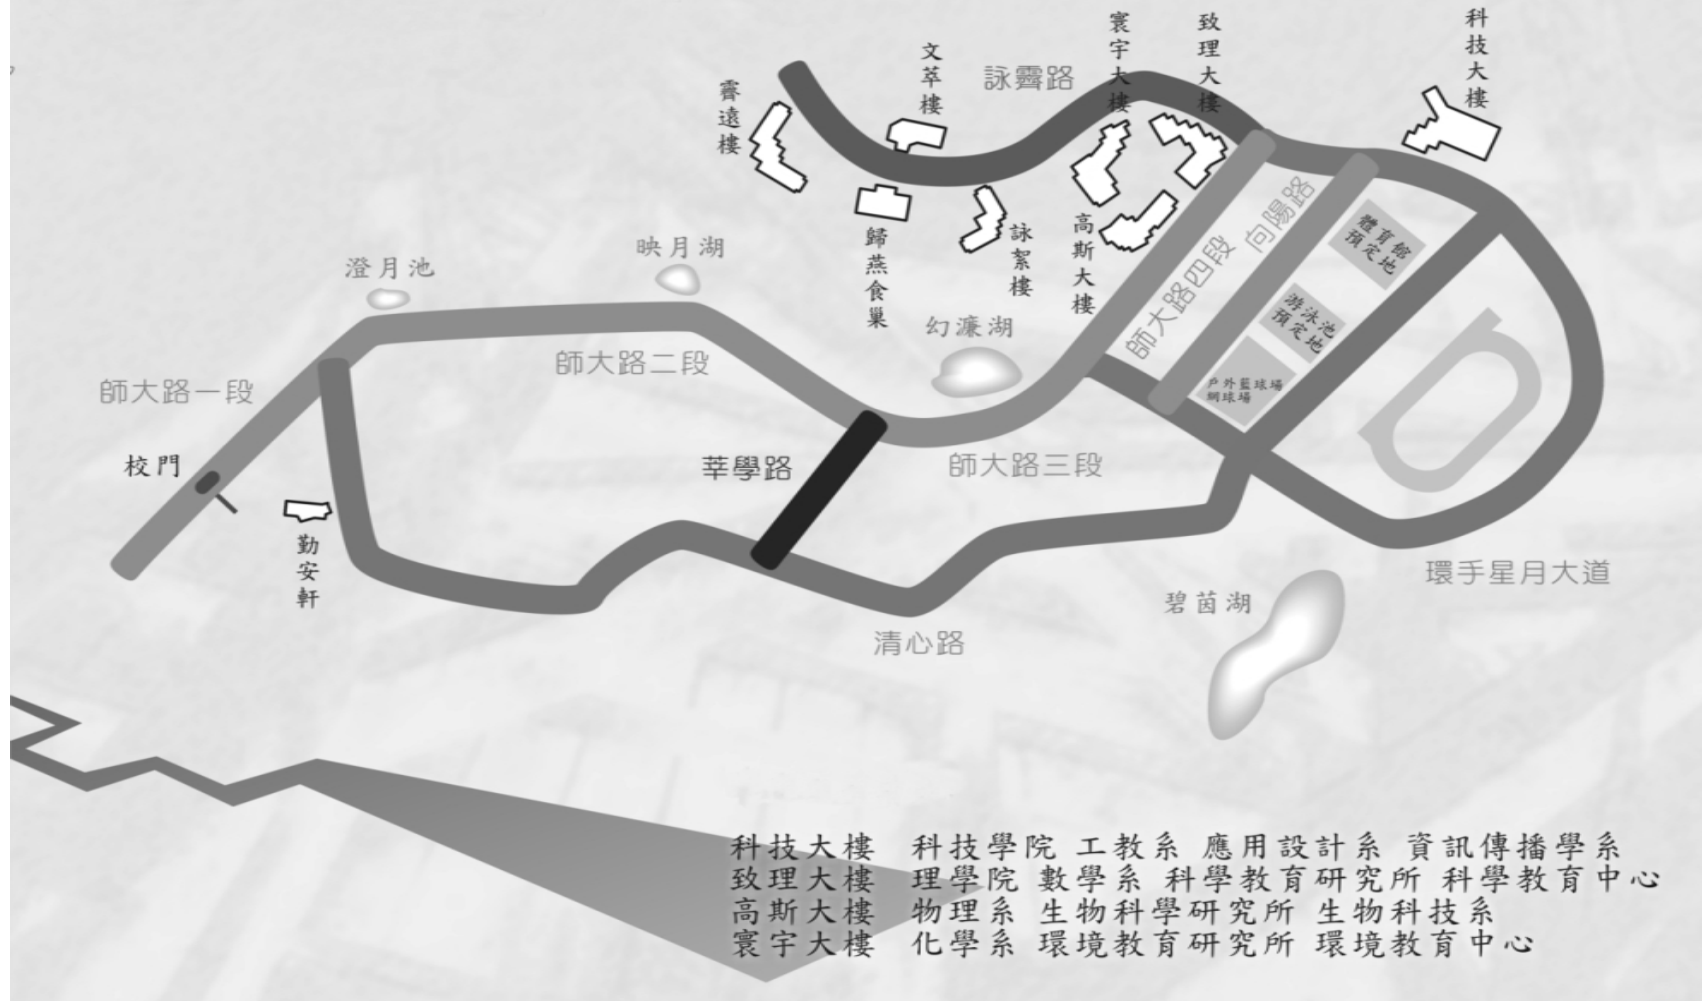 文萃樓
寰宇大樓
致理大樓
科技大樓
詠霽路
霽遠樓
歸燕食巢
詠絮樓
高斯大樓
向陽路
師大路四段
體育館
預定地
游泳池
預定地
戶外籃球場
網球場
澄月池
映月湖
幻濂湖
師大路一段
師大路二段
師大路三段
校門
莘學路
勤安軒
清心路
環手星月大道
碧茵湖
科技大樓 科技學院 工教系 應用設計系 資訊傳播學系
致理大樓 理學院 數學系 科學教育研究所 科學教育中心
高斯大樓 物理系 生物科學研究所 生物科技系
寰宇大樓 化學系 環境教育研究所 環境教育中心